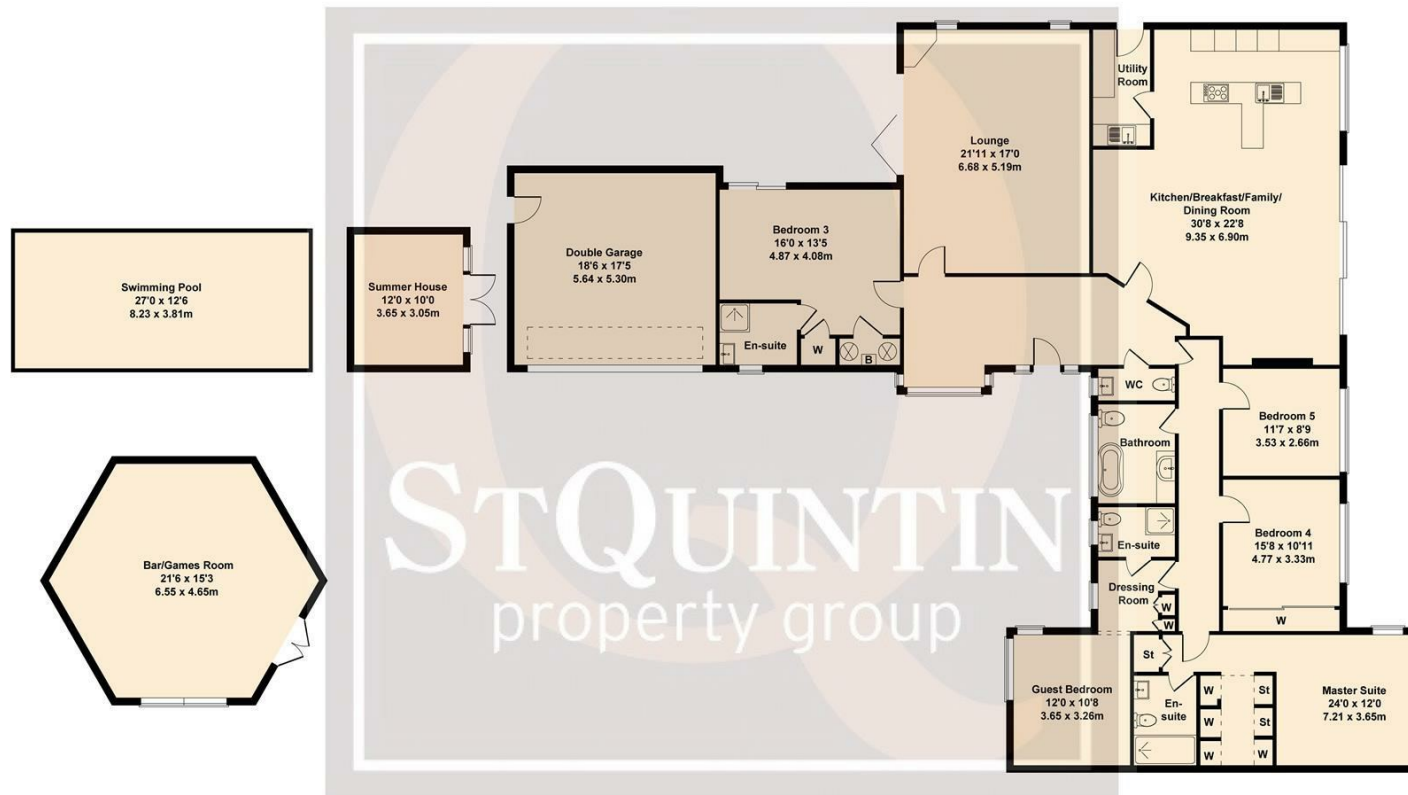 Swimming Pool
27'0 x 12'6
8.23 x 3.81m
Bar/Games Room
21'6 x 15'3
6.55 x 4.65m
Summer House
12'0 x 10'0
3.65 x 3.05m
Double Garage
18'6 x 17'5
5.64 x 5.30m
Bedroom 3
16'0 x 13'5
4.87 x 4.08m
En-suite
W
B
Lounge
21'11 x 17'0
6.68 x 5.19m
Utility
Room
Kitchen/Breakfast/Family/
Dining Room
30'8 x 22'8
9.35 x 6.90m
WC
Bathroom
En-suite
Dressing
Room
W
W
Bedroom 5
11'7 x 8'9
3.53 x 2.66m
Bedroom 4
15'8 x 10'11
4.77 x 3.33m
W
St
Guest Bedroom
12'0 x 10'8
3.65 x 3.26m
En-
suite
W
St
W
St
W
W
Master Suite
24'0 x 12'0
7.21 x 3.65m
STQUINTIN
property group